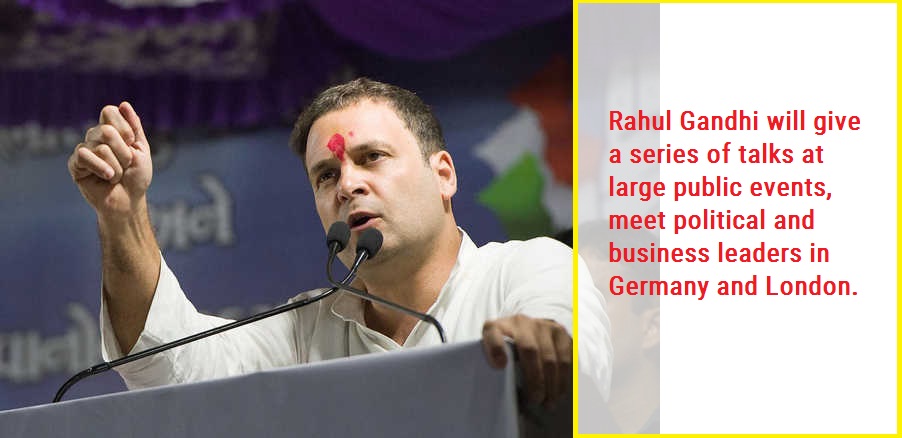 અને
Rahul Gandhi will give
a series of talks at
large public events,
meet political and
business leaders in
Germany and London.